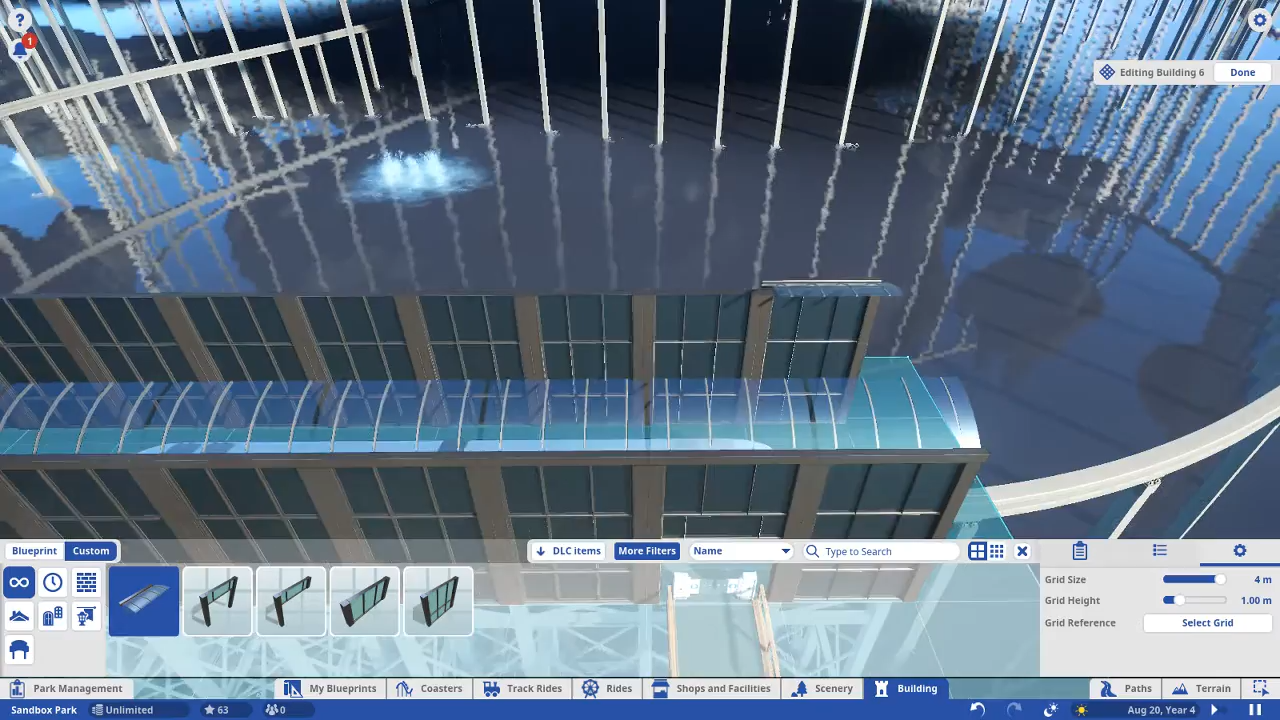 ?
1
Editing Building 6
Done
Blueprint
Custom
DLC items
More Filters
Name
Type to Search
Grid Size
4 m
Grid Height
1.00 m
Grid Reference
Select Grid
Park Management
My Blueprints
Coasters
Track Rides
Rides
Shops and Facilities
Scenery
Building
Paths
Terrain
Sandbox Park
Unlimited
63
0
Aug 20, Year 4